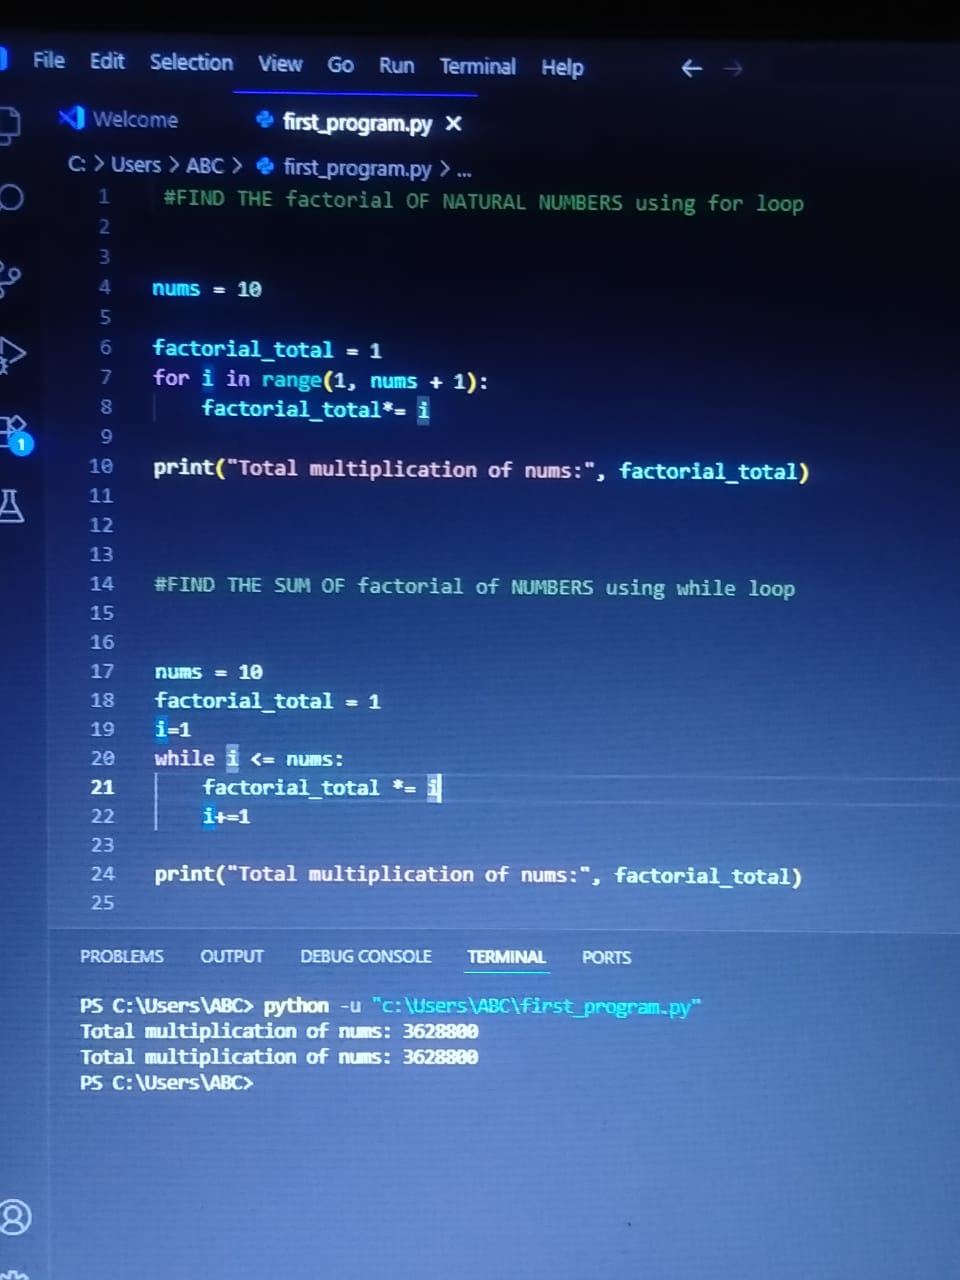 File Edit Selection View Go Run Terminal Help
Welcome first_program.py
C: > Users > ABC > first_program.py > ...
1 #FIND THE factorial OF NATURAL NUMBERS using for loop
2
3
4 nums = 10
5
6 factorial_total = 1
7 for i in range(1, nums + 1):
8 factorial_total*= i
9
10 print("Total multiplication of nums:", factorial_total)
11
12
13
14 #FIND THE SUM OF factorial of NUMBERS using while loop
15
16
17 nums = 10
18 factorial_total = 1
19 i=1
20 while i <= nums:
21 factorial_total *= i
22 i+=1
23
24 print("Total multiplication of nums:", factorial_total)
25
1
PROBLEMS OUTPUT DEBUG CONSOLE TERMINAL PORTS
PS C:\Users\ABC> python -u "c:\Users\ABC\first_program.py"
Total multiplication of nums: 3628800
Total multiplication of nums: 3628800
PS C:\Users\ABC>